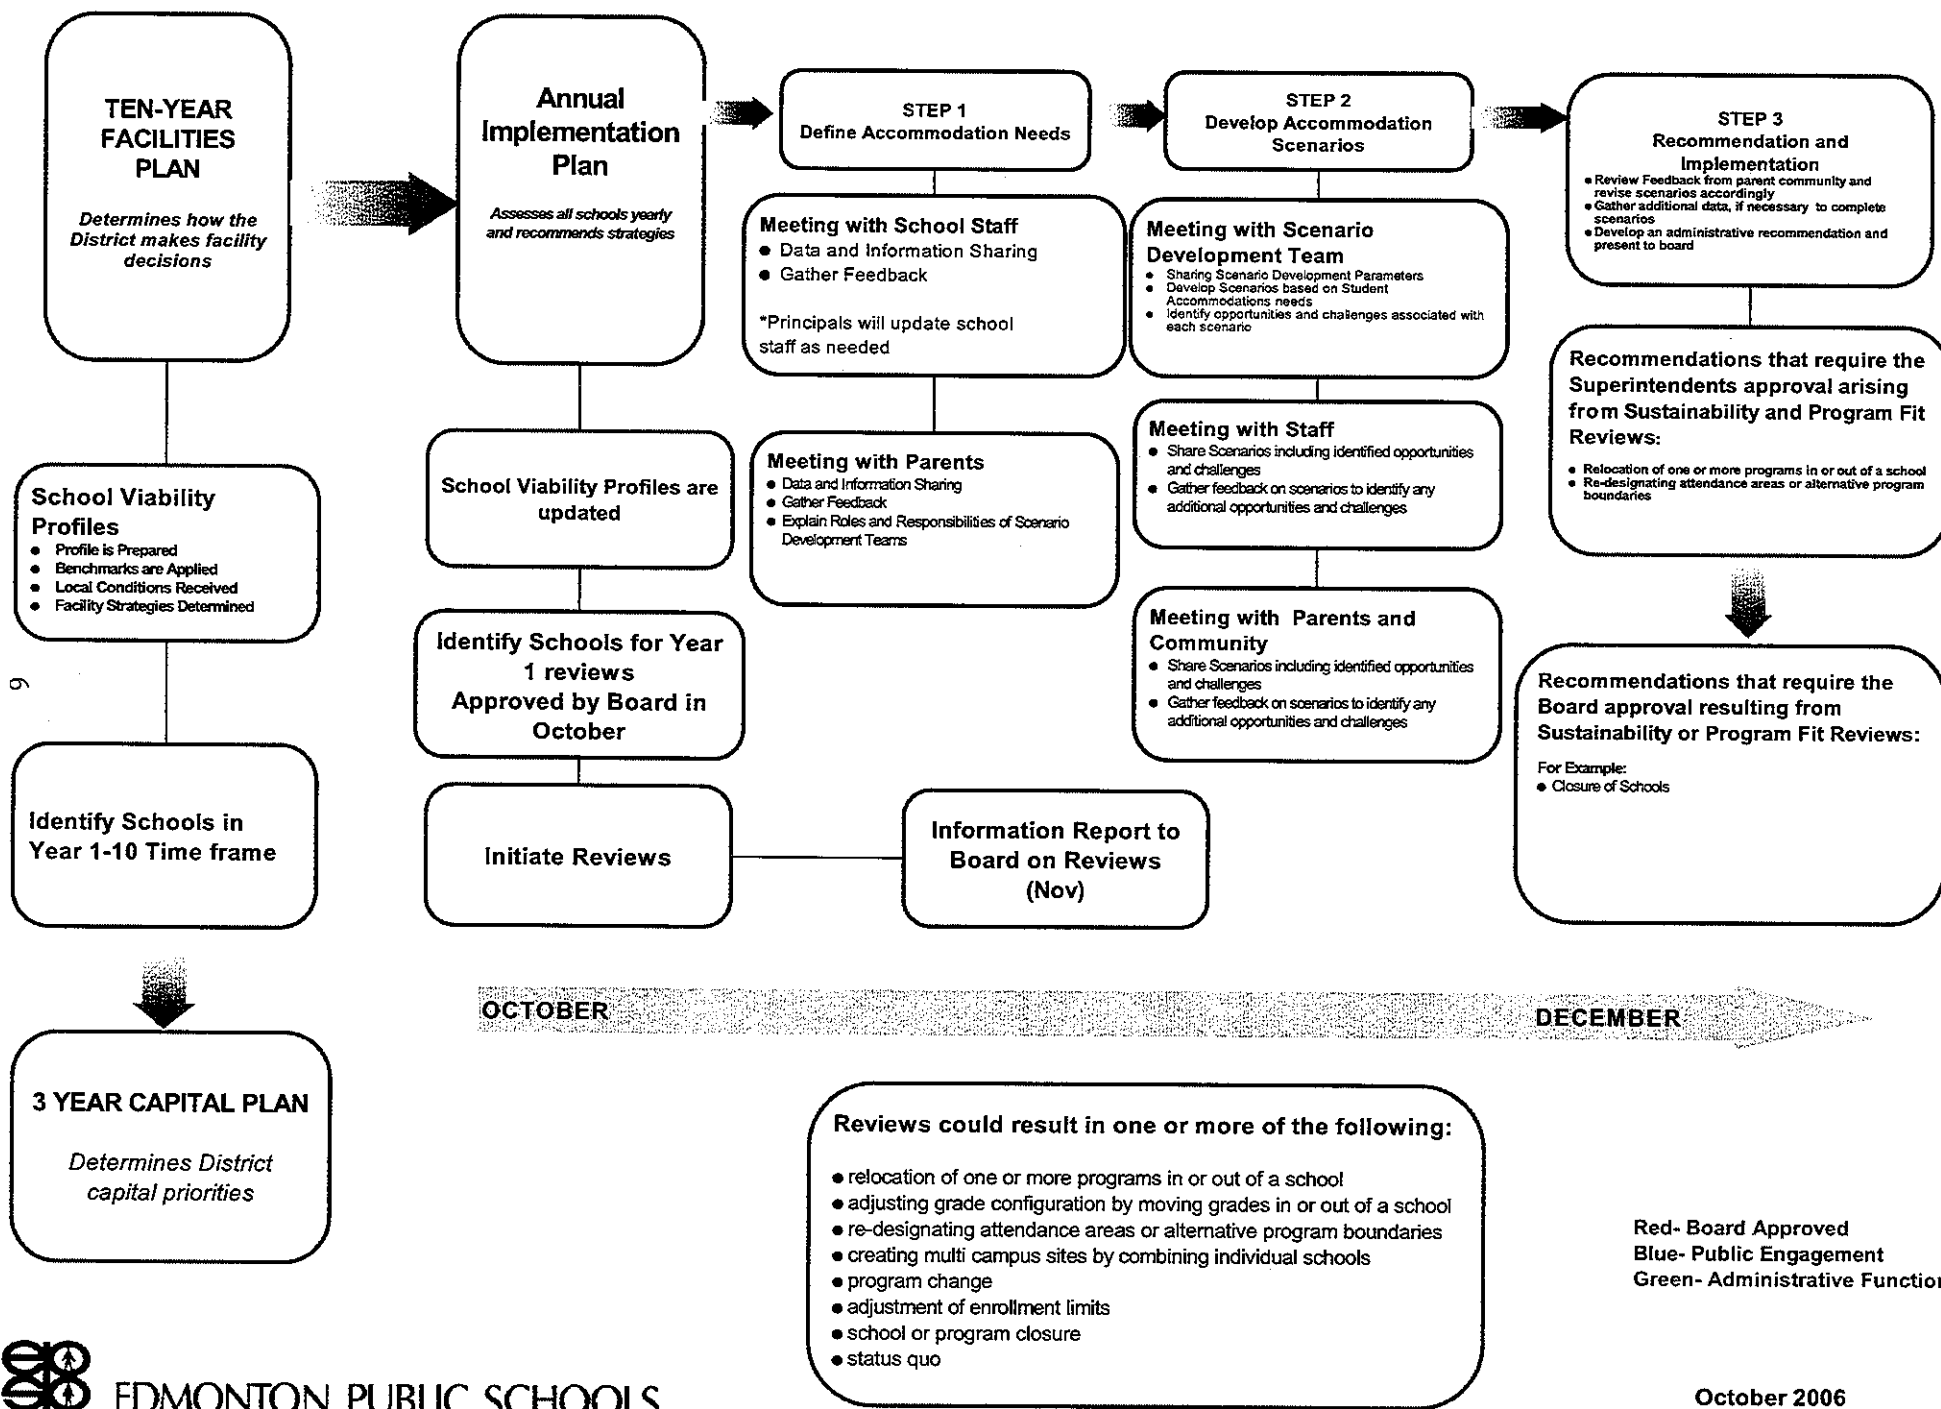 TEN-YEAR
FACILITIES
PLAN
Determines how the
District makes facility
decisions
School Viability
Profiles
● Profile is Prepared
● Benchmarks are Applied
● Local Conditions Received
● Facility Strategies Determined
Identify Schools in
Year 1-10 Time frame
3 YEAR CAPITAL PLAN
Determines District
capital priorities
Annual
Implementation
Plan
Assesses all schools yearly
and recommends strategies
School Viability Profiles are
updated
Identify Schools for Year
1 reviews
Approved by Board in
October
Initiate Reviews
Information Report to
Board on Reviews
(Nov)
STEP 1
Define Accommodation Needs
Meeting with School Staff
● Data and Information Sharing
● Gather Feedback
*Principals will update school
staff as needed
Meeting with Parents
● Data and Information Sharing
● Gather Feedback
● Explain Roles and Responsibilities of Scenario
Development Teams
STEP 2
Develop Accommodation
Scenarios
Meeting with Scenario
Development Team
● Sharing Scenario Development Parameters
● Develop Scenarios based on Student
Accommodations needs
● Identify opportunities and challenges associated with
each scenario
Meeting with Staff
● Share Scenarios including identified opportunities
and challenges
● Gather feedback on scenarios to identify any
additional opportunities and challenges
Meeting with Parents and
Community
● Share Scenarios including identified opportunities
and challenges
● Gather feedback on scenarios to identify any
additional opportunities and challenges
STEP 3
Recommendation and
Implementation
● Review Feedback from parent community and
revise scenarios accordingly
● Gather additional data, if necessary to complete
scenarios
● Develop an administrative recommendation and
present to board
Recommendations that require the
Superintendents approval arising
from Sustainability and Program Fit
Reviews:
● Relocation of one or more programs in or out of a school
● Re-designating attendance areas or alternative program
boundaries
Recommendations that require the
Board approval resulting from
Sustainability or Program Fit Reviews:
For Example:
● Closure of Schools
OCTOBER
DECEMBER
Reviews could result in one or more of the following:
● relocation of one or more programs in or out of a school
● adjusting grade configuration by moving grades in or out of a school
● re-designating attendance areas or alternative program boundaries
● creating multi campus sites by combining individual schools
● program change
● adjustment of enrollment limits
● school or program closure
● status quo
Red- Board Approved
Blue- Public Engagement
Green- Administrative Function
EDMONTON PUBLIC SCHOOLS
October 2006